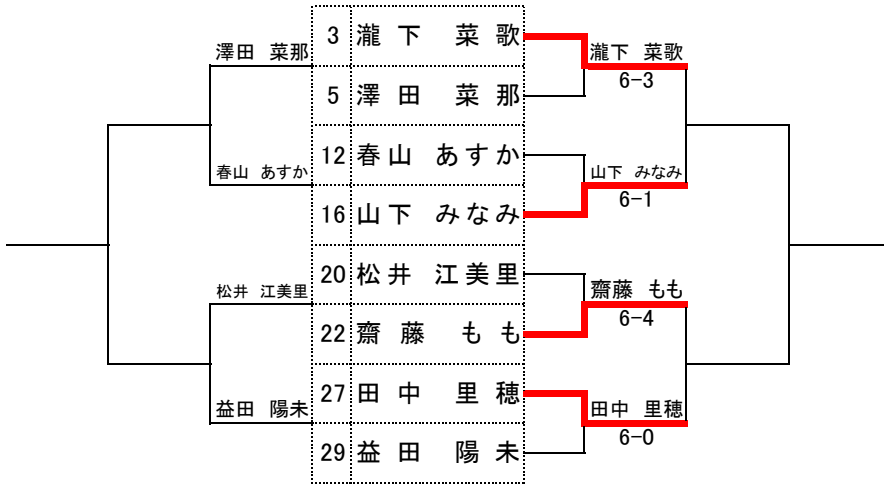 澤田 菜那
春山 あすか
松井 江美里
益田 陽未
3 瀧下 菜歌
5 澤田 菜那
12 春山 あすか
16 山下 みなみ
20 松井 江美里
22 齋藤 もも
27 田中 里穂
29 益田 陽未
瀧下 菜歌
6-3
山下 みなみ
6-1
齋藤 もも
6-4
田中 里穂
6-0